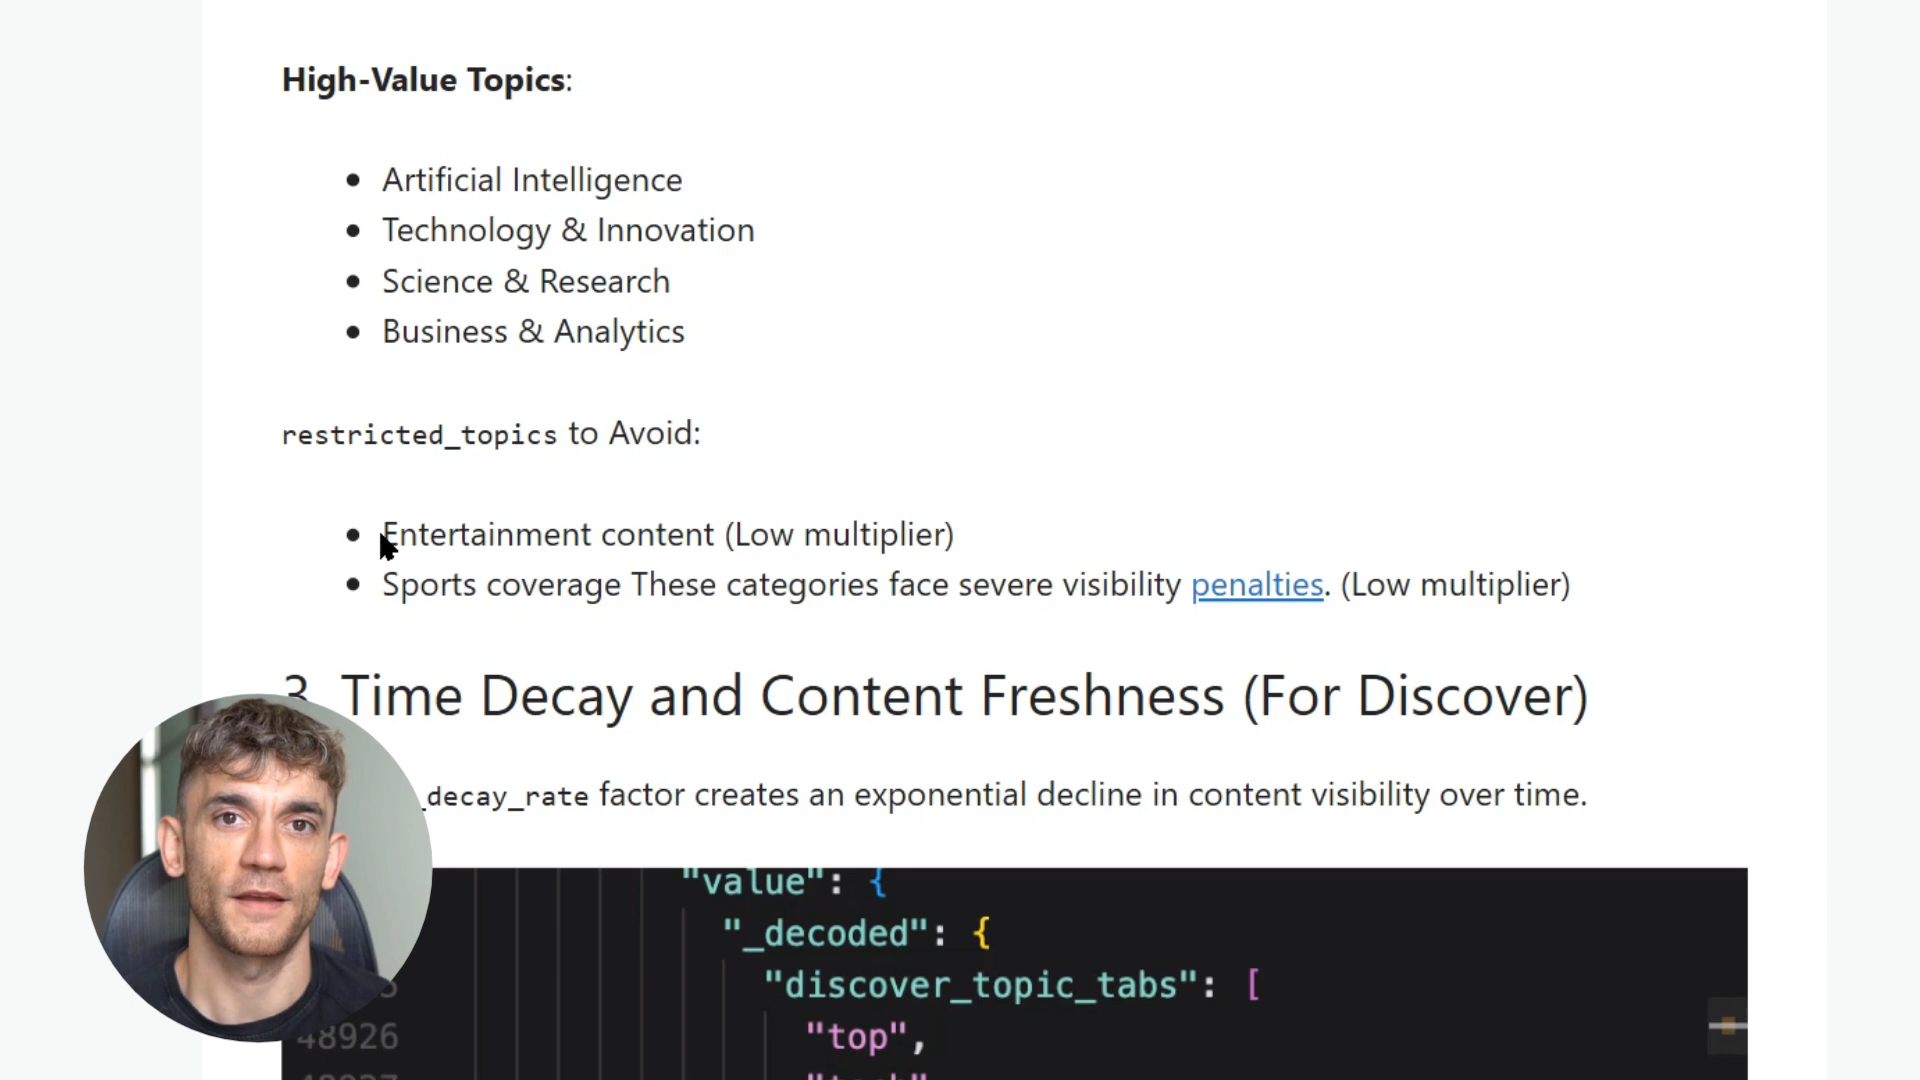 High-Value Topics:
Artificial Intelligence
Technology & Innovation
Science & Research
Business & Analytics
restricted_topics to Avoid:
Entertainment content (Low multiplier)
Sports coverage These categories face severe visibility penalties. (Low multiplier)
3. Time Decay and Content Freshness (For Discover)
_decay_rate factor creates an exponential decline in content visibility over time.
"value": {
"_decoded": {
"discover_topic_tabs": [
48926 "top",